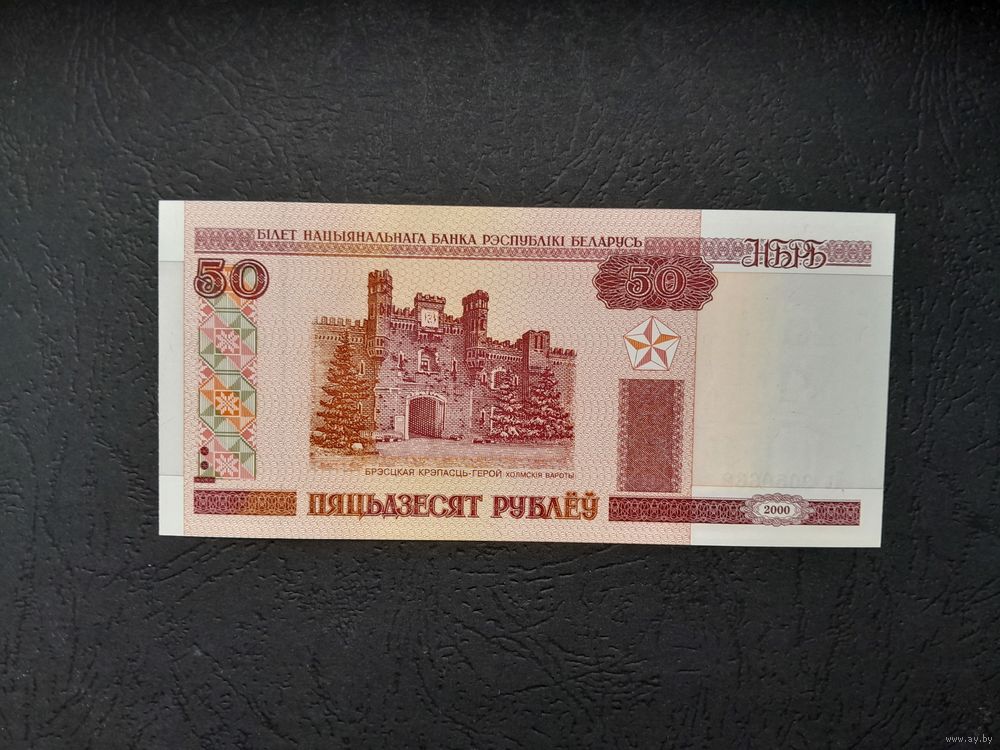 БІЛЕТ НАЦЫЯНАЛЬНАГА БАНКА РЭСПУБЛІКІ БЕЛАРУСЬ
НБРБ
50
50
БРЭСЦКАЯ КРЭПАСЦЬ-ГЕРОЙ ХОЛМСКІЯ ВАРОТЫ
ПЯЦЬДЗЕСЯТ РУБЛЁЎ
2000
www.ay.by